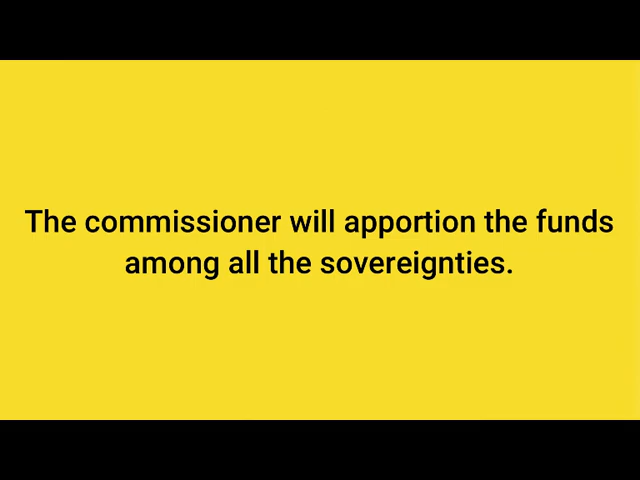 The commissioner will apportion the funds
among all the sovereignties.